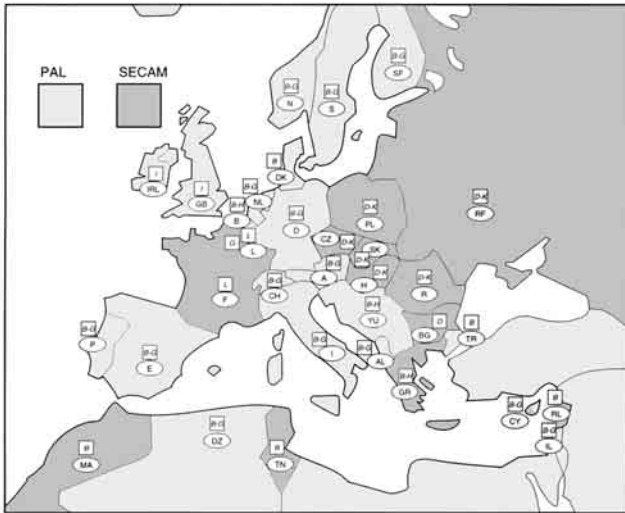 PAL SECAM
B-G
SF
B-G
N
B-G
S
B
DK
I
IRL
I
GB
B-G
NL
B-H
B
B-G
D
D-K
PL
D-K
RF
G
L
L
CZ
D-K
SK
L
F
B-G
CH
B-G
A
D-K
H
D-K
D-K
R
B-H
YU
D
BG
B
TR
B-G
P
B-G
E
B-G
I
B-G
AL
B-H
GR
B-G
CY
B
RL
B-G
IL
B
MA
B-G
DZ
B
TN